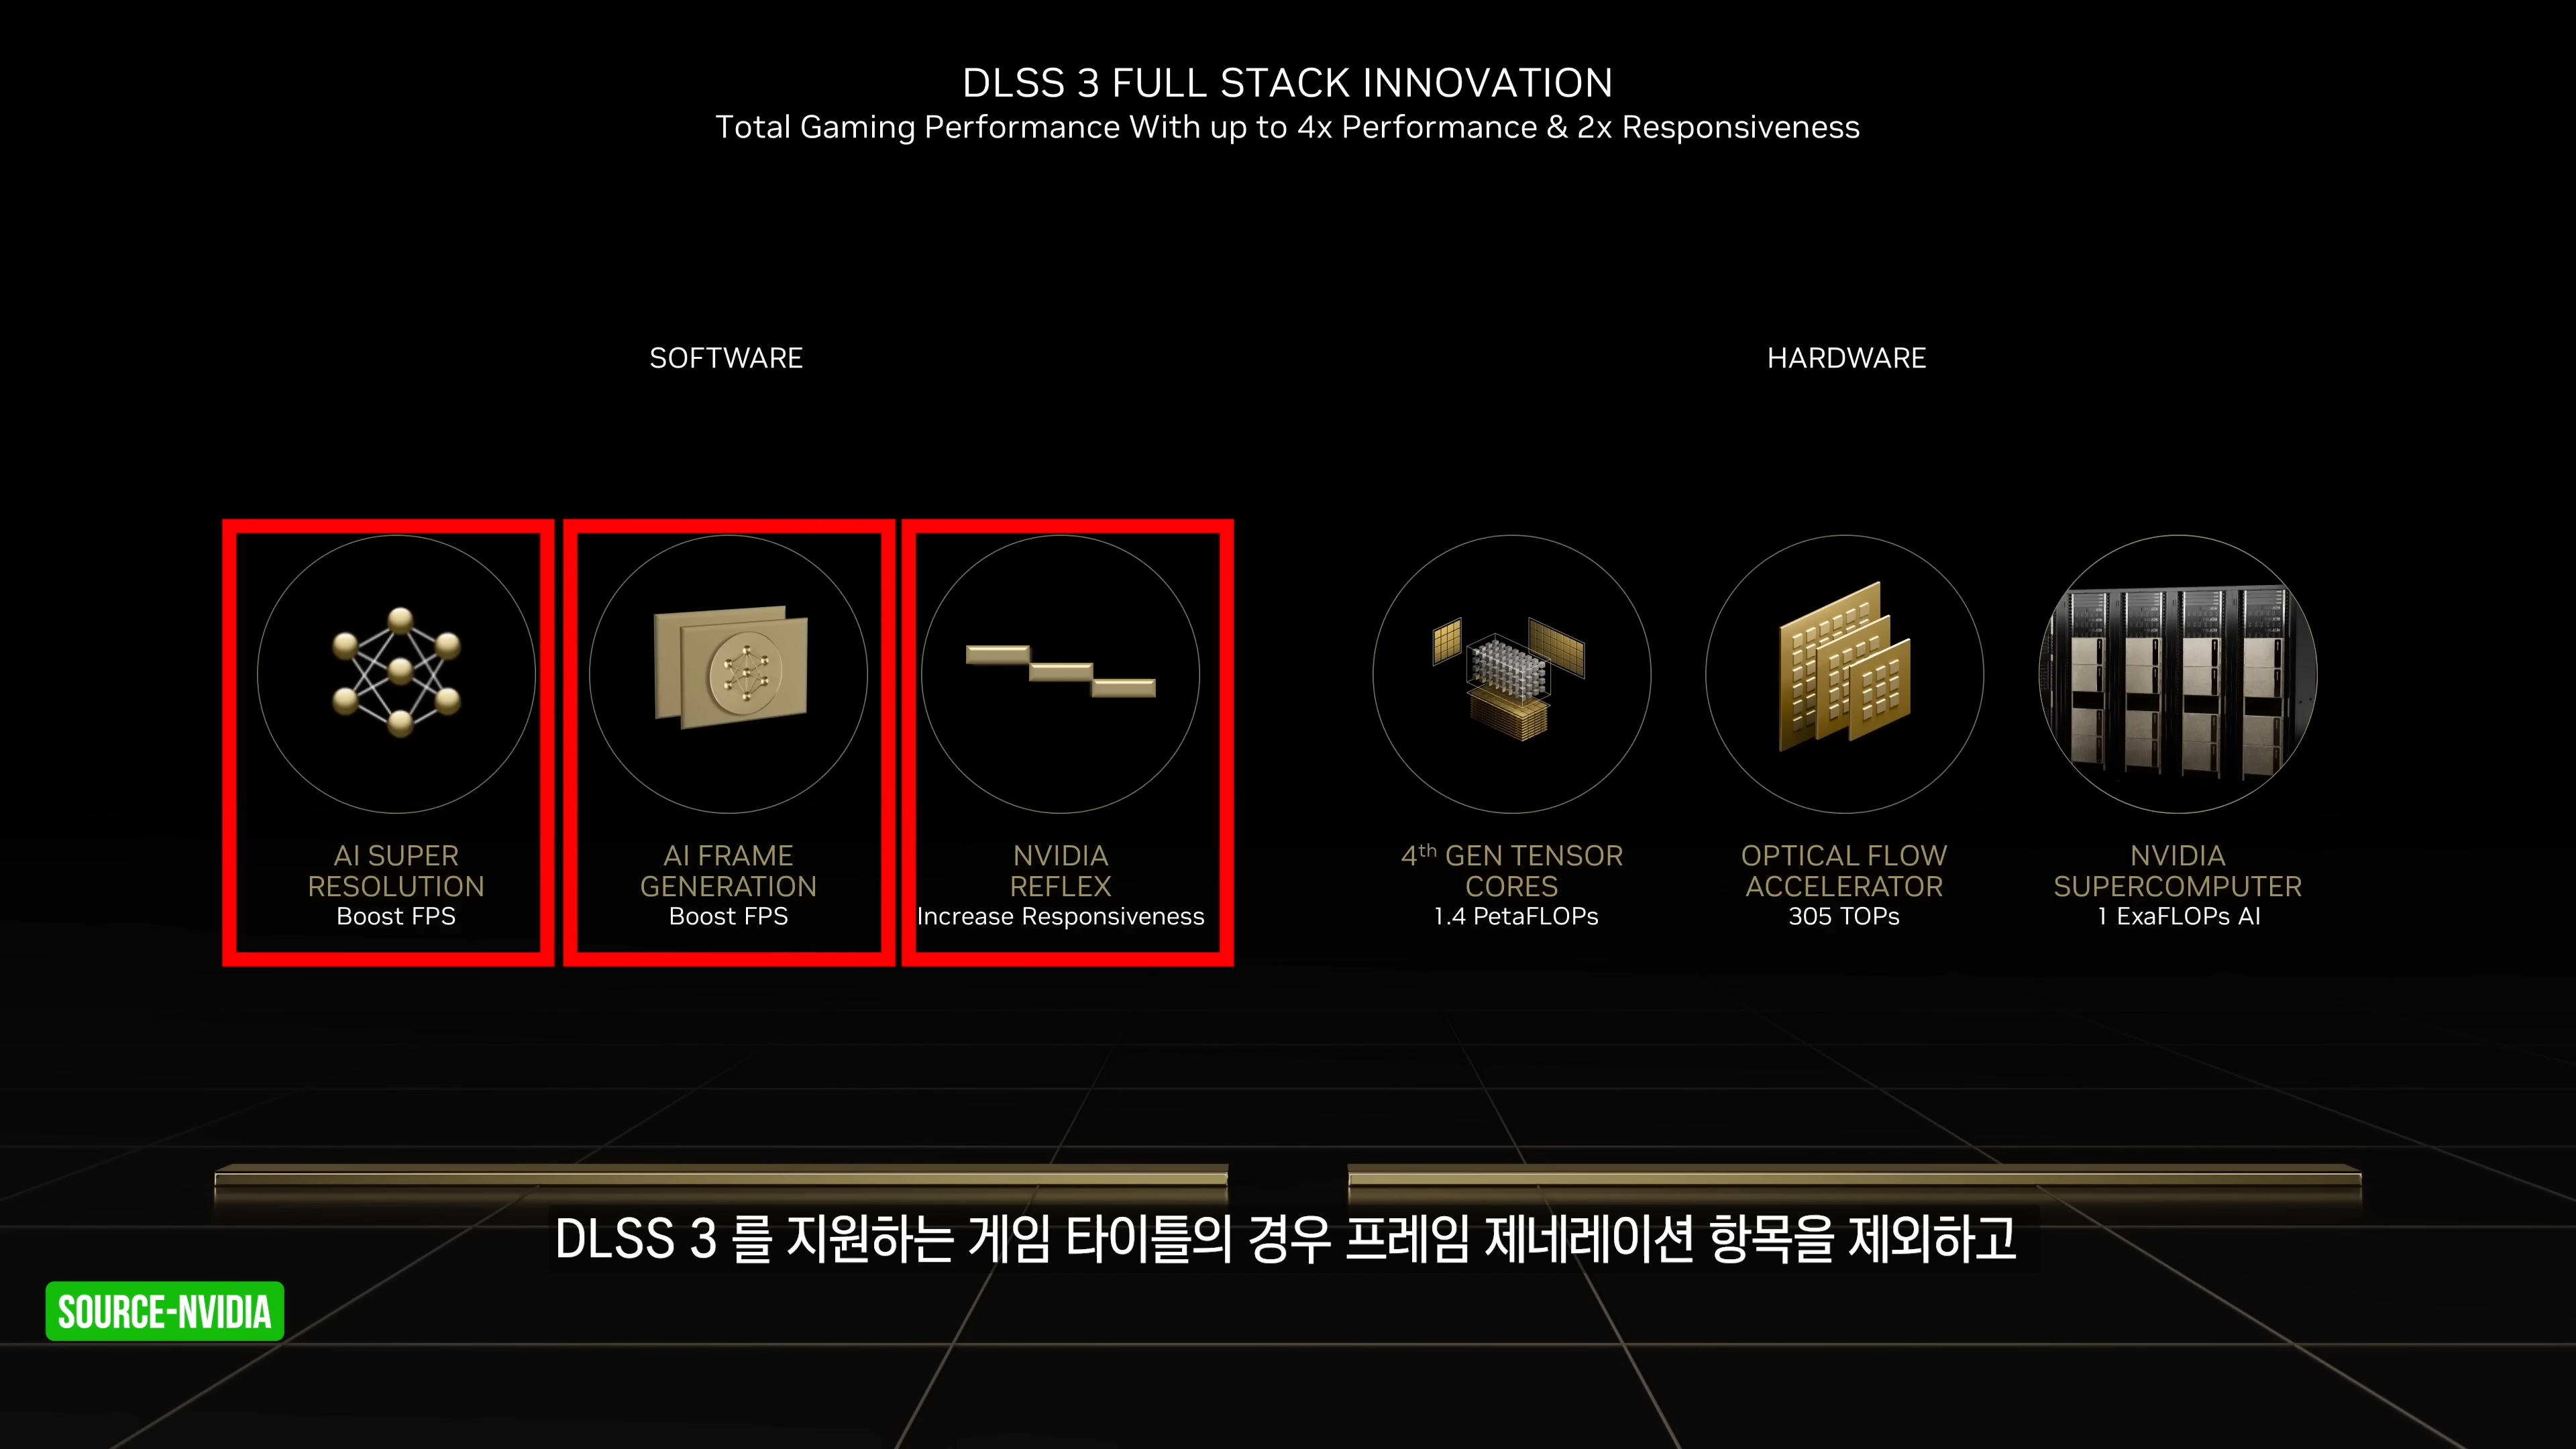 DLSS 3 FULL STACK INNOVATION
Total Gaming Performance With up to 4x Performance & 2x Responsiveness
SOFTWARE
HARDWARE
AI SUPER
RESOLUTION
Boost FPS
AI FRAME
GENERATION
Boost FPS
NVIDIA
REFLEX
Increase Responsiveness
4th GEN TENSOR
CORES
1.4 PetaFLOPs
OPTICAL FLOW
ACCELERATOR
305 TOPs
NVIDIA
SUPERCOMPUTER
1 ExaFLOPs AI
DLSS 3 를 지원하는 게임 타이틀의 경우 프레임 제네레이션 항목을 제외하고
SOURCE-NVIDIA